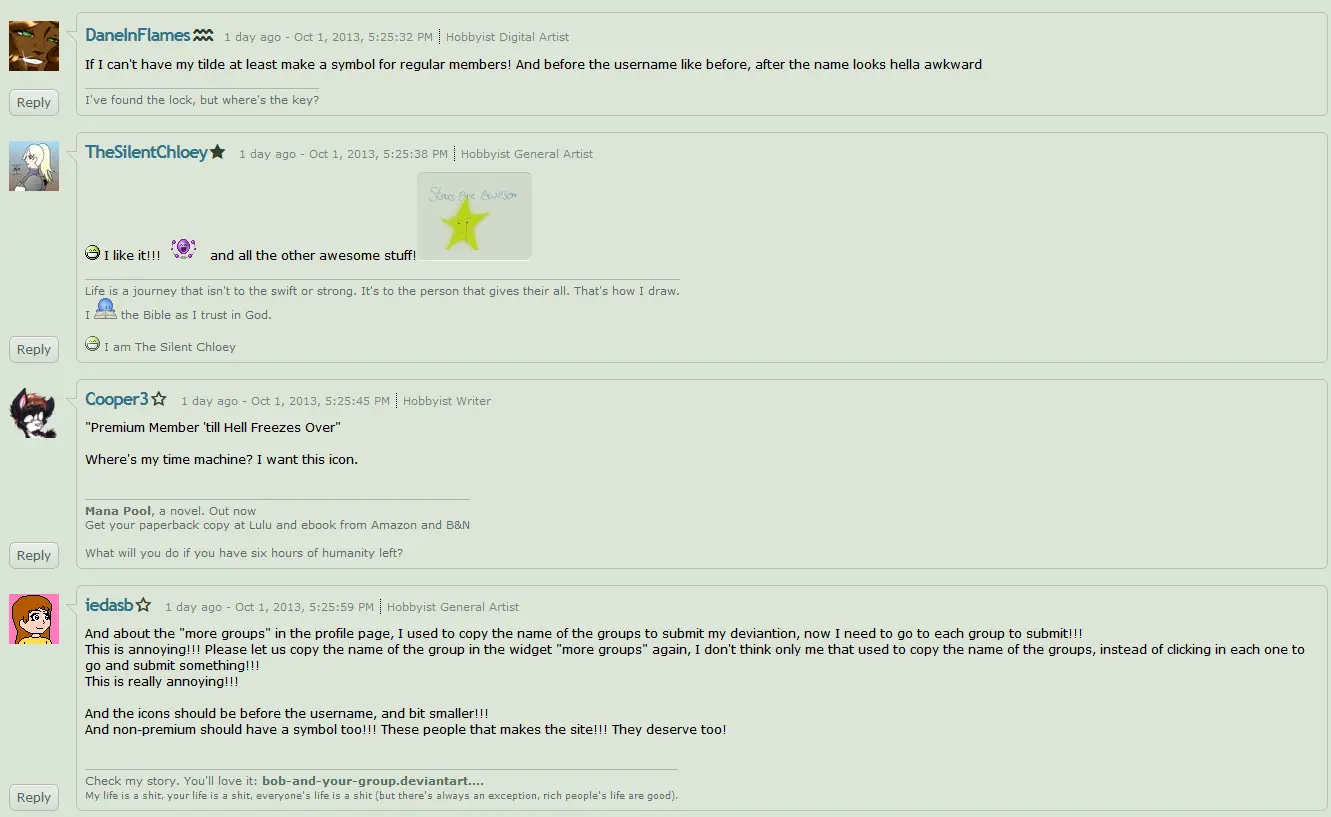 DaneInFlames 1 day ago - Oct 1, 2013, 5:25:32 PM Hobbyist Digital Artist
If I can't have my tilde at least make a symbol for regular members! And before the username like before, after the name looks hella awkward
I've found the lock, but where's the key?
Reply
TheSilentChloey 1 day ago - Oct 1, 2013, 5:25:38 PM Hobbyist General Artist
Stars are awesom
I like it!!! and all the other awesome stuff!
Life is a journey that isn't to the swift or strong. It's to the person that gives their all. That's how I draw.
I the Bible as I trust in God.
I am The Silent Chloey
Reply
Cooper3 1 day ago - Oct 1, 2013, 5:25:45 PM Hobbyist Writer
"Premium Member 'till Hell Freezes Over"
Where's my time machine? I want this icon.
Mana Pool, a novel. Out now
Get your paperback copy at Lulu and ebook from Amazon and B&N
What will you do if you have six hours of humanity left?
Reply
iedasb 1 day ago - Oct 1, 2013, 5:25:59 PM Hobbyist General Artist
And about the "more groups" in the profile page, I used to copy the name of the groups to submit my deviantion, now I need to go to each group to submit!!!
This is annoying!!! Please let us copy the name of the group in the widget "more groups" again, I don't think only me that used to copy the name of the groups, instead of clicking in each one to
go and submit something!!!
This is really annoying!!!
And the icons should be before the username, and bit smaller!!!
And non-premium should have a symbol too!!! These people that makes the site!!! They deserve too!
Check my story. You'll love it: bob-and-your-group.deviantart....
My life is a shit, your life is a shit, everyone's life is a shit (but there's always an exception, rich people's life are good).
Reply